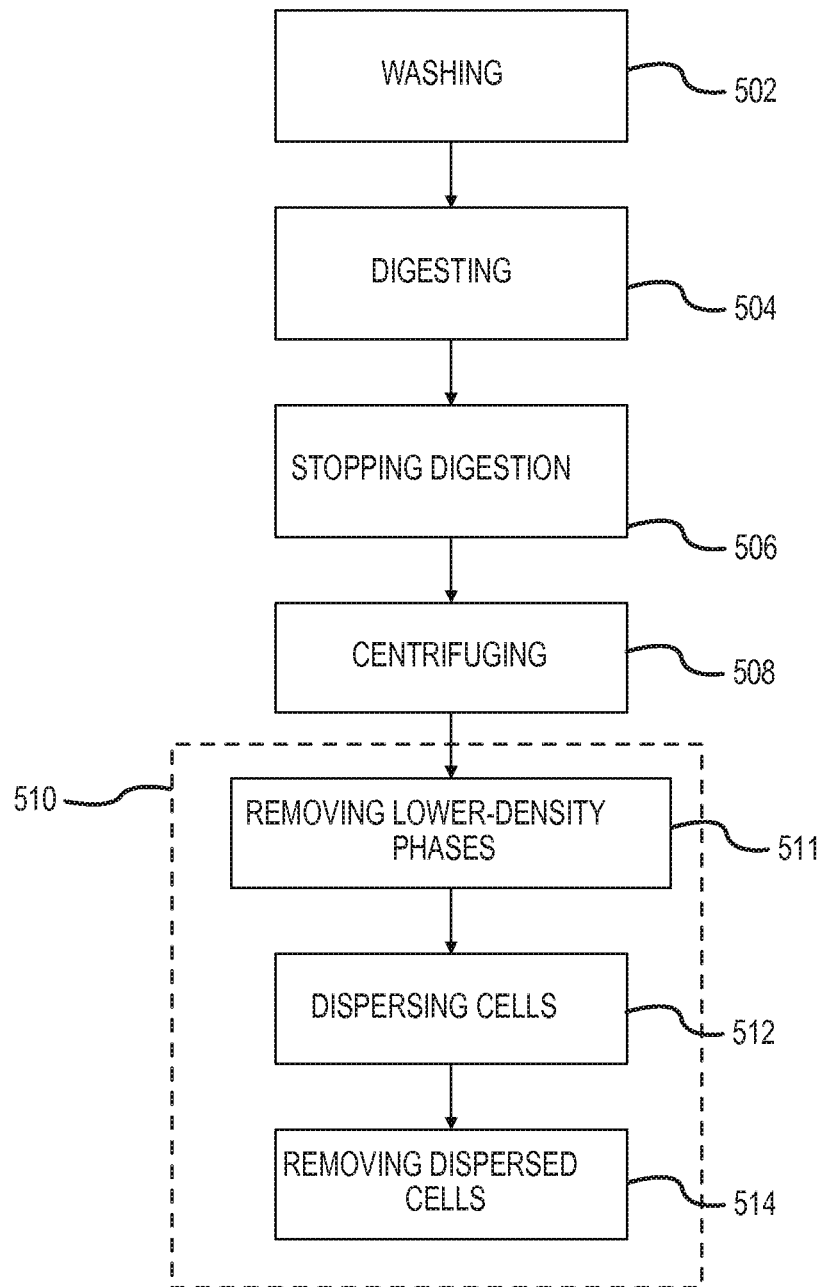 WASHING
502
DIGESTING
504
STOPPING DIGESTION
506
CENTRIFUGING
508
510
REMOVING LOWER-DENSITY
PHASES
511
DISPERSING CELLS
512
REMOVING DISPERSED
CELLS
514